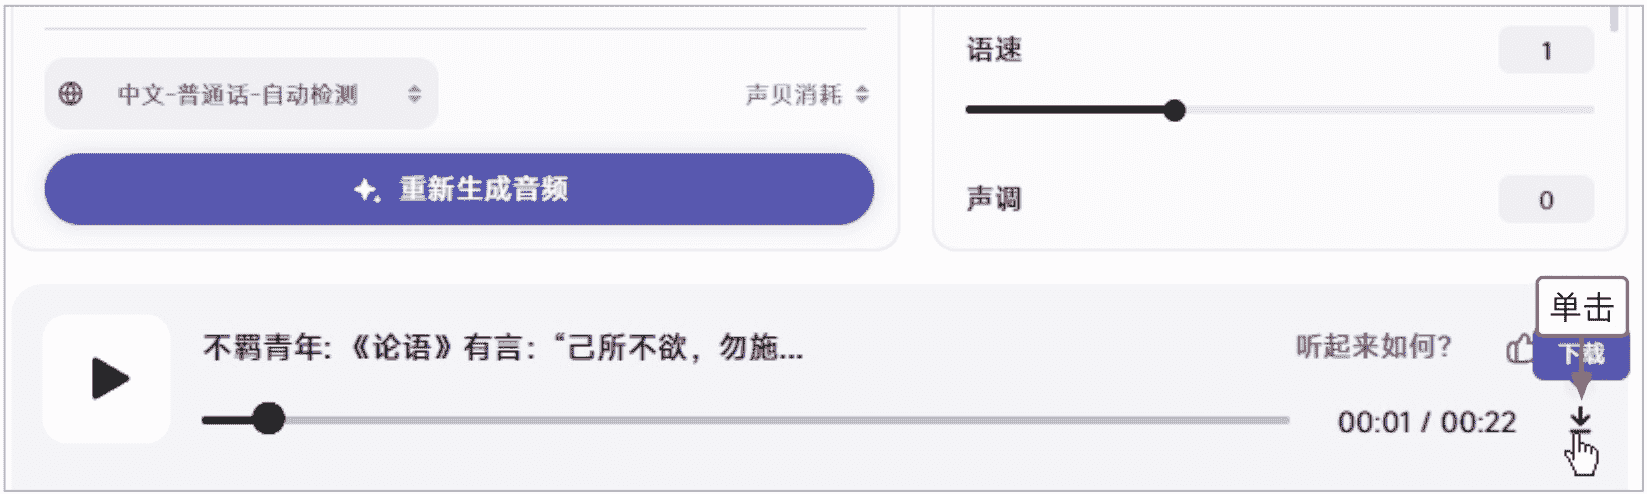 中文-普通话-自动检测
声贝消耗
重新生成音频
语速
1
声调
0
不羁青年:《论语》有言:“己所不欲，勿施...
听起来如何?
单击
下载
00:01 / 00:22